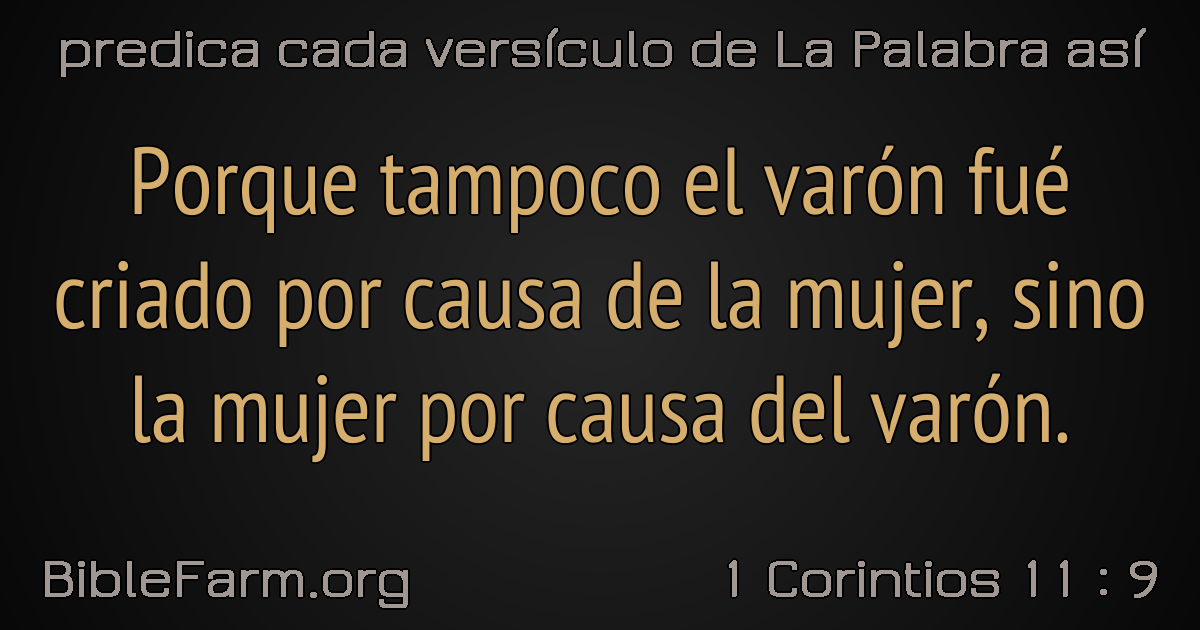 predica cada versículo de La Palabra así
Porque tampoco el varón fué
criado por causa de la mujer, sino
la mujer por causa del varón.
BibleFarm.org
1 Corintios 11 : 9